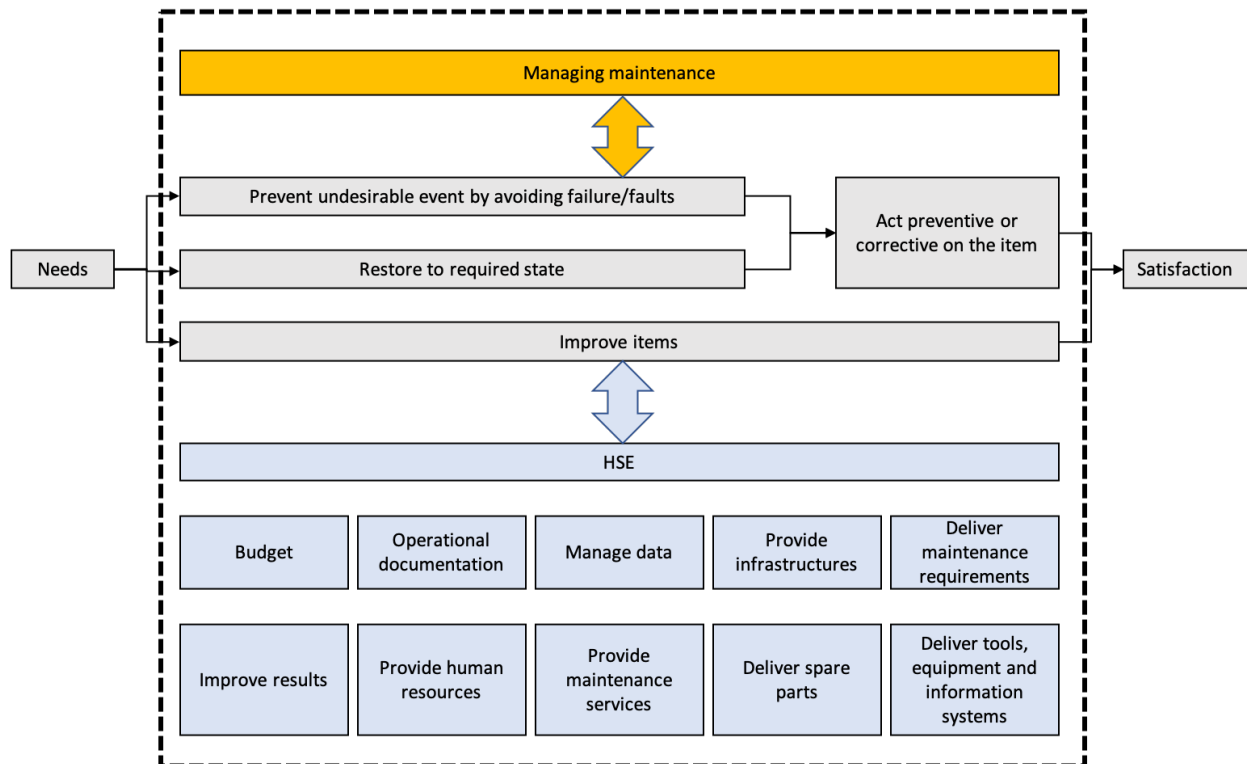 Managing maintenance
Prevent undesirable event by avoiding failure/faults
Act preventive or
corrective on the item
Needs
Restore to required state
Satisfaction
Improve items
HSE
Budget
Operational
documentation
Manage data
Provide
infrastructures
Deliver
maintenance
requirements
Improve results
Provide human
resources
Provide
maintenance
services
Deliver spare
parts
Deliver tools,
equipment and
information
systems